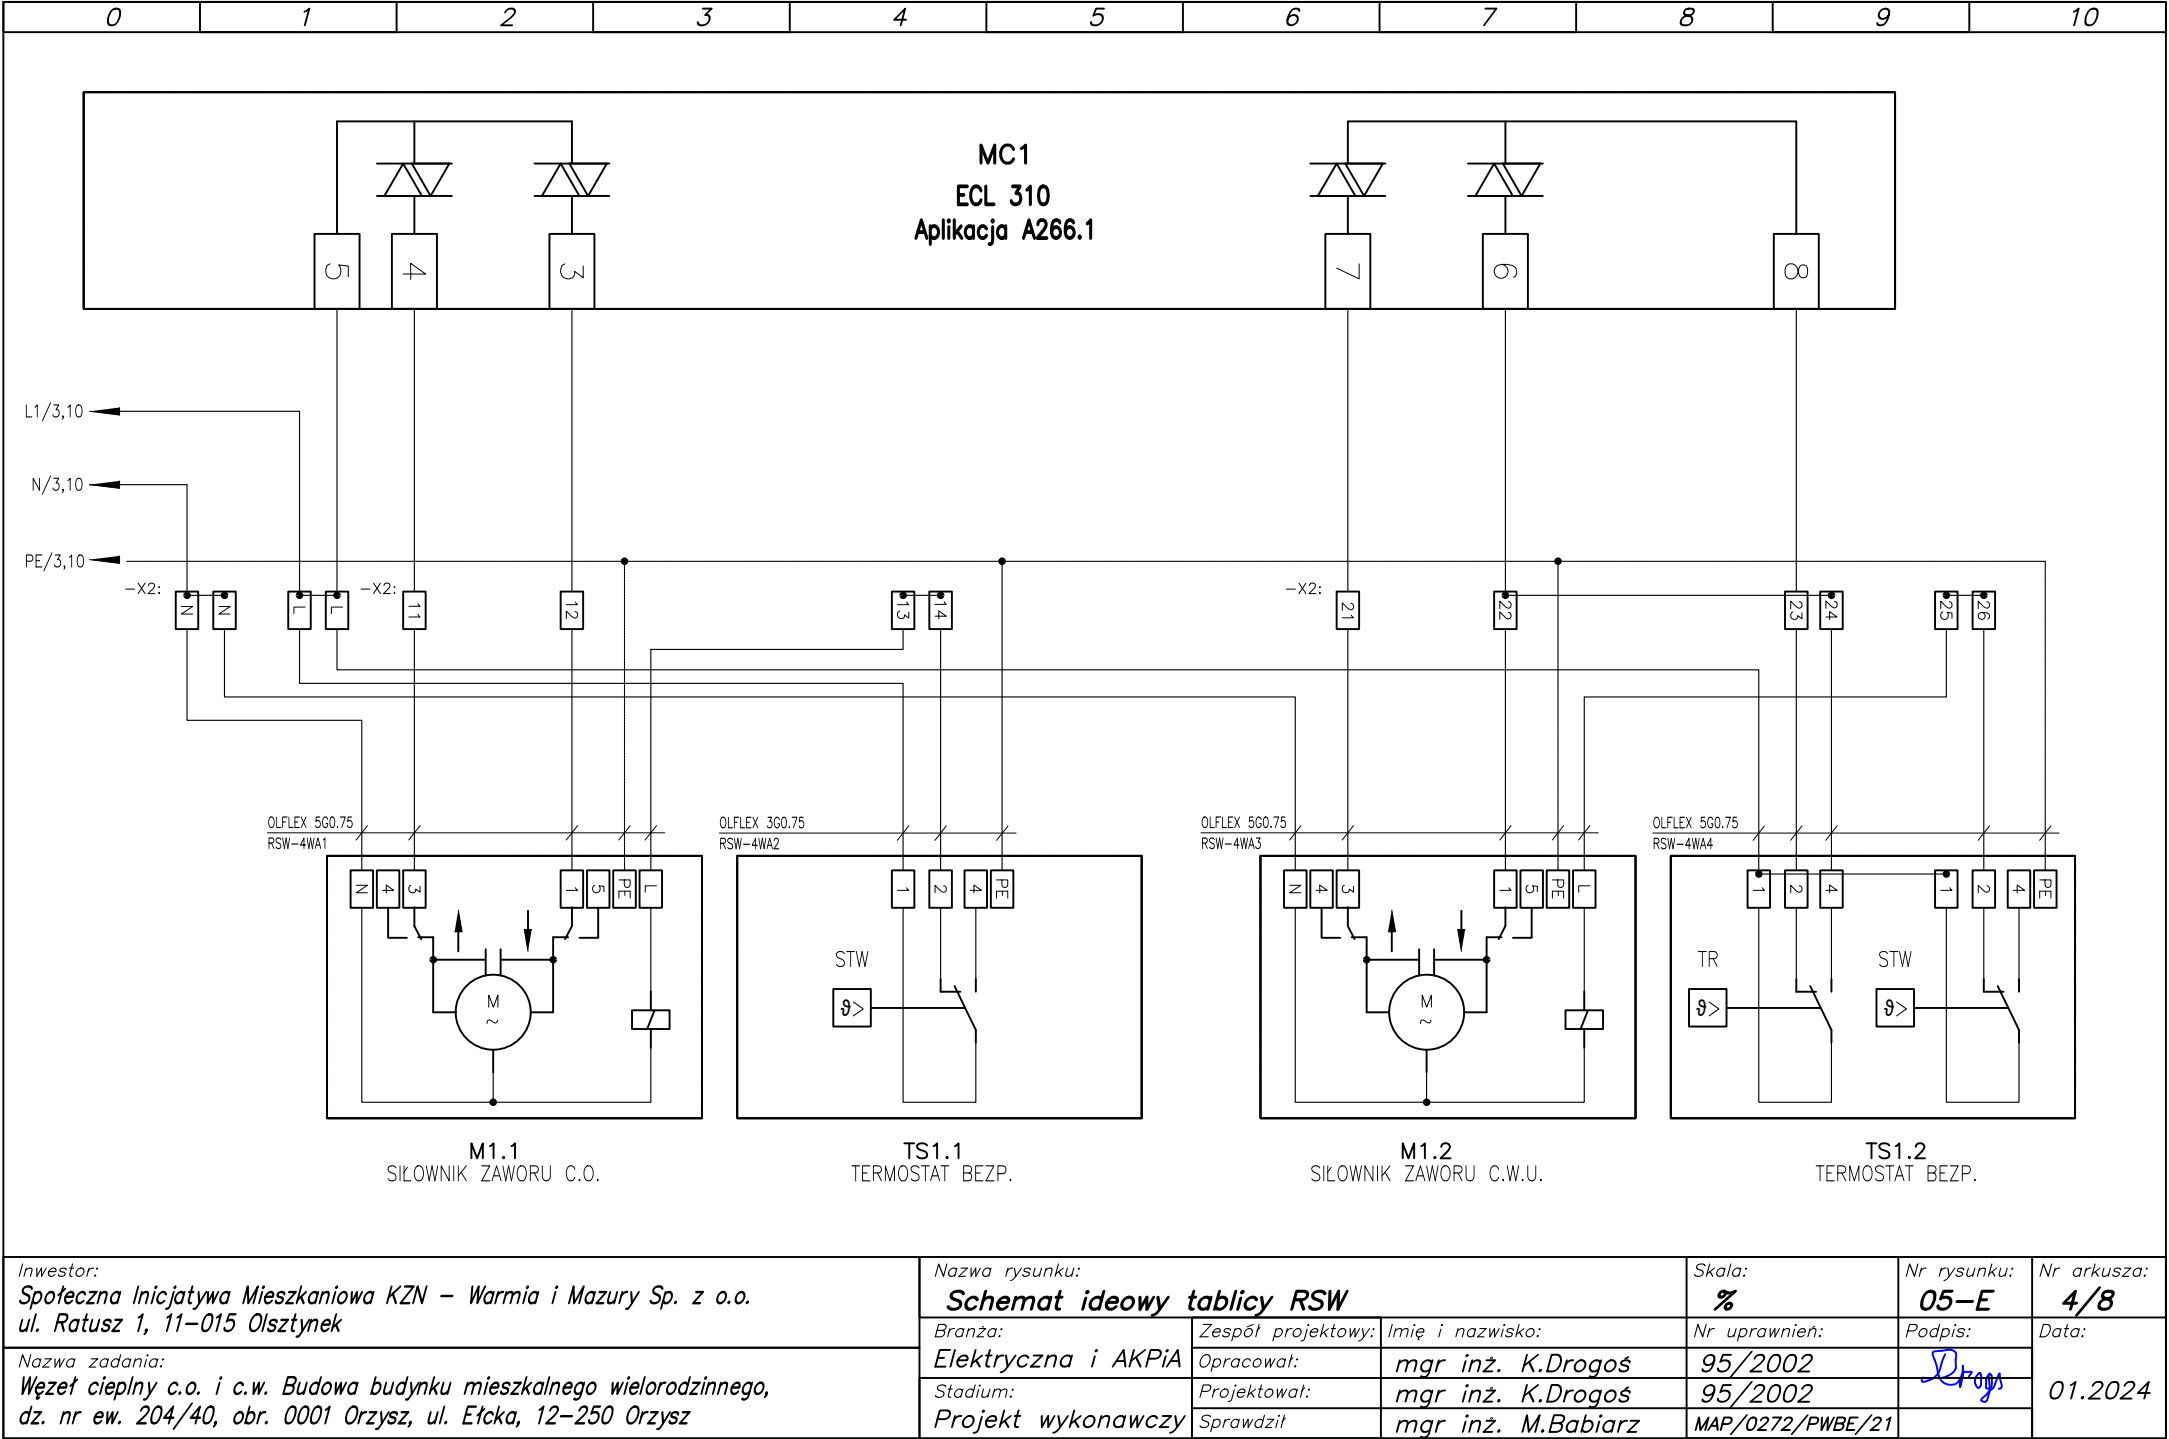 0 1 2 3 4 5 6 7 8 9 10
MC1
ECL 310
Aplikacja A266.1
5 4 3 7 6 8
L1/3,10
N/3,10
PE/3,10
-X2: N N L L -X2: 11 12 13 14 -X2: 21 22 23 24 25 26
OLFLEX 5G0.75 OLFLEX 3G0.75 OLFLEX 5G0.75 OLFLEX 5G0.75
RSW-4WA1 RSW-4WA2 RSW-4WA3 RSW-4WA4
N 4 3 1 5 PE L 1 2 4 PE N 4 3 1 5 PE L 1 2 4 1 2 4 PE
STW TR STW
M M
~ ~
ϑ> ϑ> ϑ>
M1.1 TS1.1 M1.2 TS1.2
SIŁOWNIK ZAWORU C.O. TERMOSTAT BEZP. SIŁOWNIK ZAWORU C.W.U. TERMOSTAT BEZP.
Inwestor:
Społeczna Inicjatywa Mieszkaniowa KZN – Warmia i Mazury Sp. z o.o.
ul. Ratusz 1, 11-015 Olsztynek
Nazwa zadania:
Węzeł cieplny c.o. i c.w. Budowa budynku mieszkalnego wielorodzinnego,
dz. nr ew. 204/40, obr. 0001 Orzysz, ul. Ełcka, 12-250 Orzysz
Nazwa rysunku: Skala: Nr rysunku: Nr arkusza:
Schemat ideowy tablicy RSW % 05-E 4/8
Branża: Zespół projektowy: Imię i nazwisko: Nr uprawnień: Podpis: Data:
Elektryczna i AKPiA Opracował: mgr inż. K.Drogoś 95/2002
Stadium: Projektował: mgr inż. K.Drogoś 95/2002 01.2024
Projekt wykonawczy Sprawdził mgr inż. M.Babiarz MAP/0272/PWBE/21